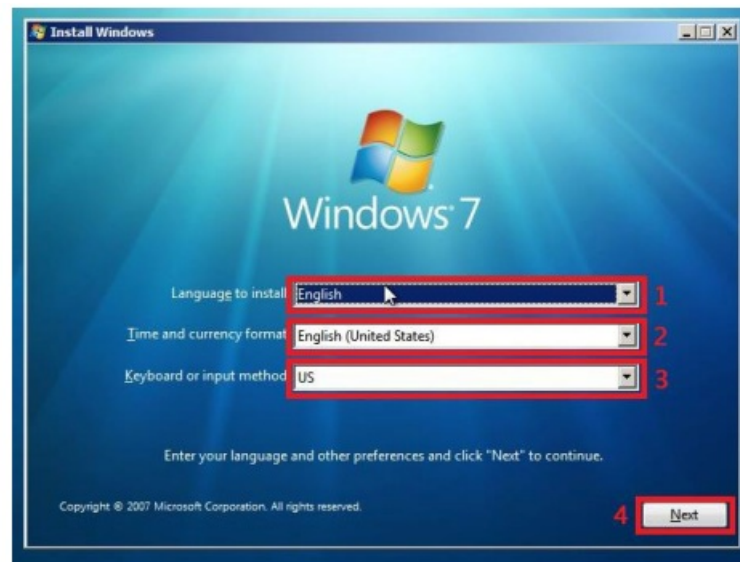 Install Windows
Windows® 7
Language to install English 1
Time and currency format English (United States) 2
Keyboard or input method US 3
Enter your language and other preferences and click "Next" to continue.
Copyright © 2007 Microsoft Corporation. All rights reserved.
4 Next